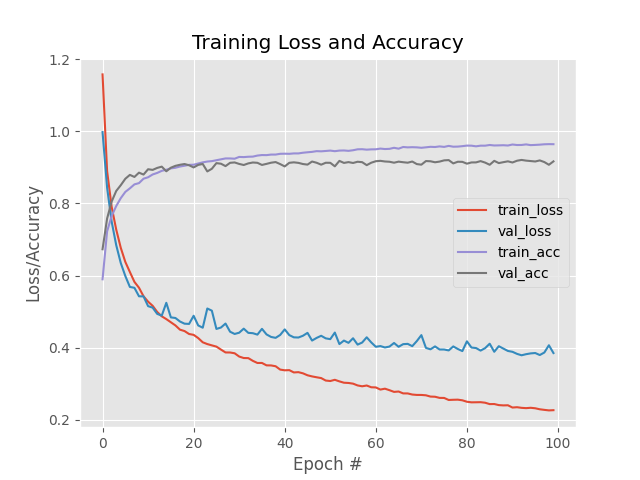 Training Loss and Accuracy
1.2
1.0
0.8
0.6
0.4
0.2
Loss/Accuracy
train_loss
val_loss
train_acc
val_acc
0 20 40 60 80 100
Epoch #